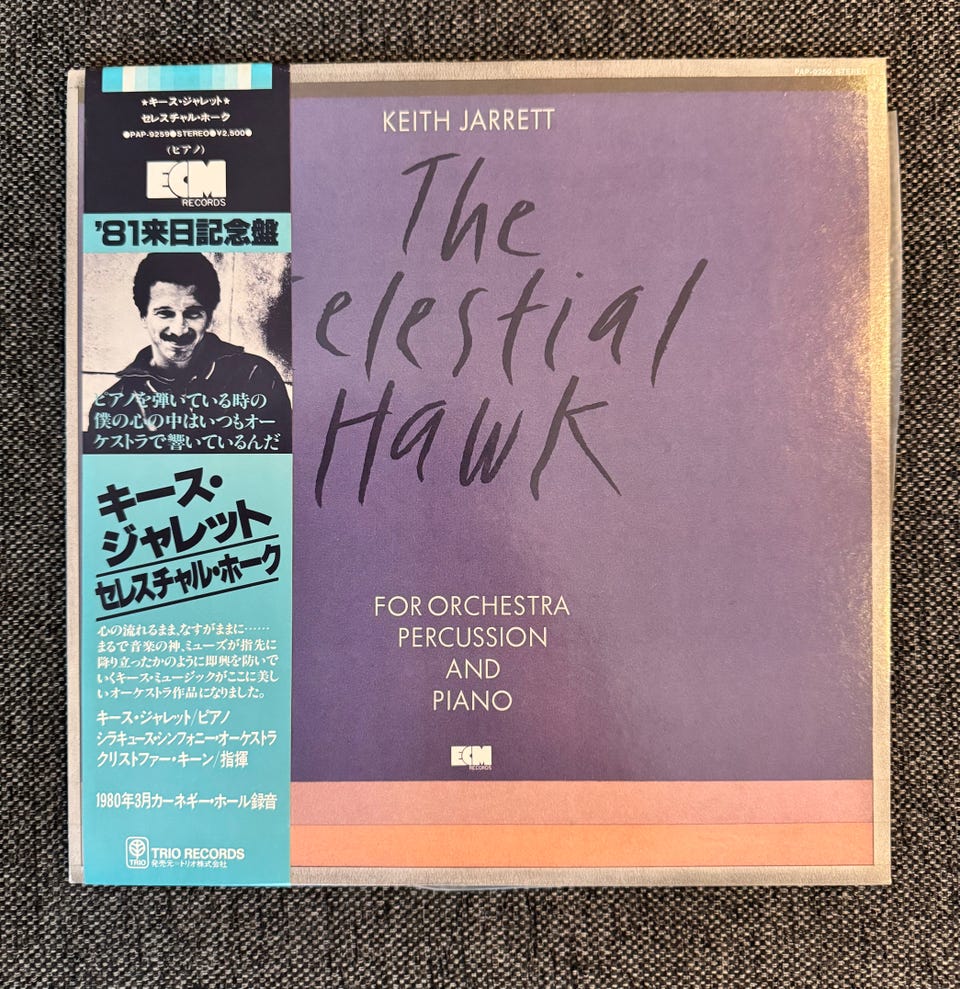 ★キース・ジャレット★
セレスチャル・ホーク
●PAP-9259●STEREO●¥2,500●
(ピアノ)
ECM
RECORDS
'81来日記念盤
ピアノを弾いている時の
僕の心の中はいつもオー
ケストラで響いているんだ
キース・
ジャレット
セレスチャル・ホーク
心の流れるまま、なすがままに……
まるで音楽の神、ミューズが指先に
降り立ったかのように即興を防いで
いくキース・ミュージックがここに美し
いオーケストラ作品になりました。
キース・ジャレット/ピアノ
シラキュース・シンフォニー・オーケストラ
クリストファー・キーン/指揮
1980年3月カーネギー・ホール録音
TRIO
TRIO RECORDS
発売元=トリオ株式会社
PAP-9259 STEREO
KEITH JARRETT
The
elestial
Hawk
FOR ORCHESTRA
PERCUSSION
AND
PIANO
ECM
RECORDS